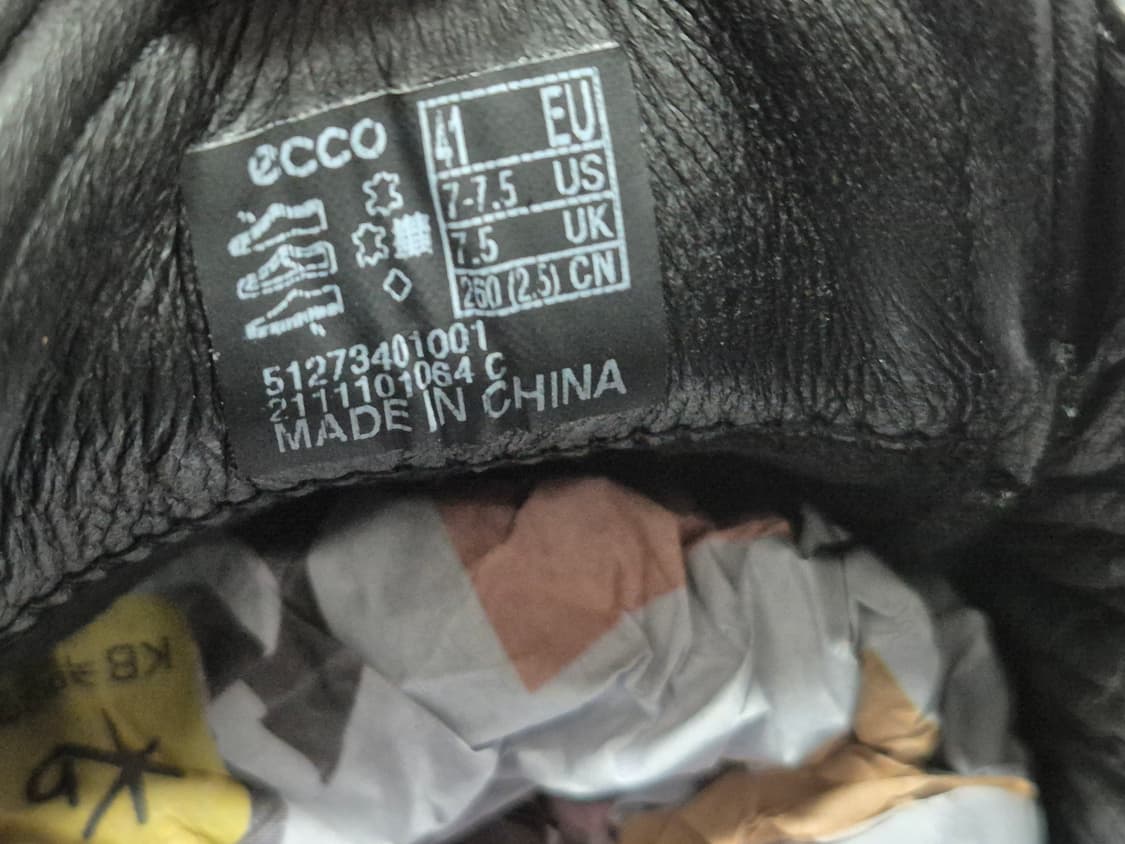 ecco
41 EU
7-7.5 US
7.5 UK
260 (2,5) CN
51273401001
2111101064 C
MADE IN CHINA
KB